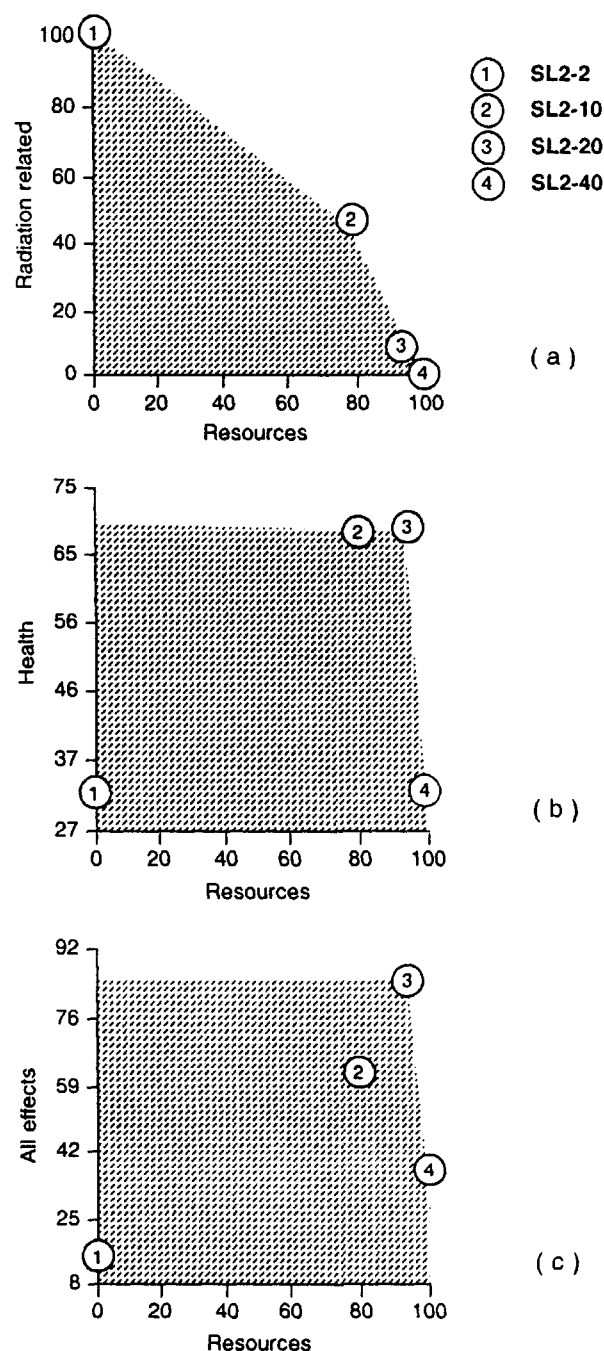 100
80
60
40
20
0
Radiation related
1
2
3
4
0 20 40 60 80 100
Resources
1 SL2-2
2 SL2-10
3 SL2-20
4 SL2-40
( a )
75
65
56
46
37
27
Health
1
2
3
4
0 20 40 60 80 100
Resources
( b )
92
76
59
42
25
8
All effects
1
2
3
4
0 20 40 60 80 100
Resources
( c )